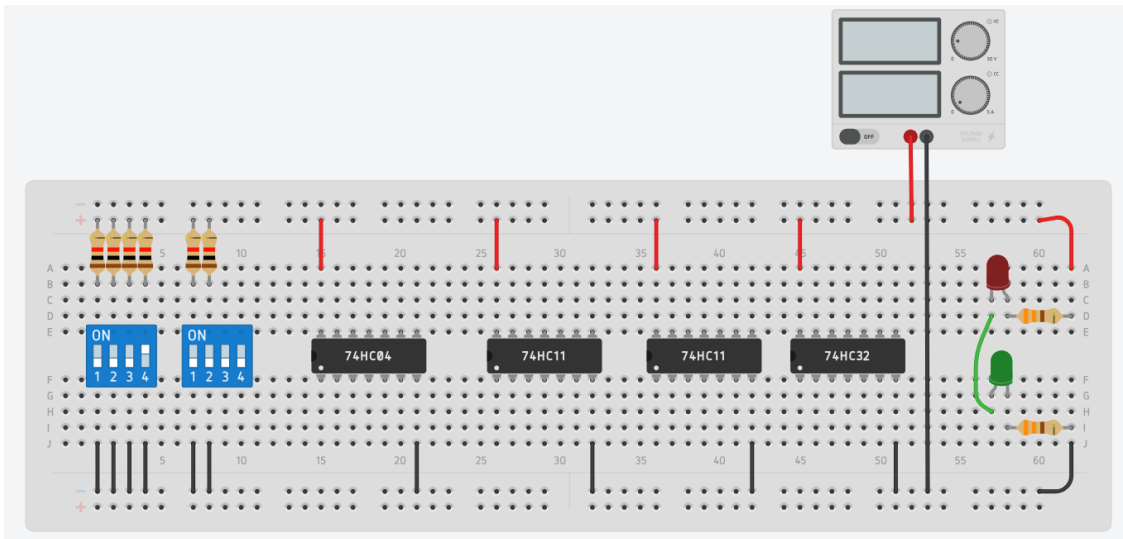 30 V
5 A
OFF
− −
+ +
5 10 15 20 25 30 35 40 45 50 55 60
A A
B B
C C
D D
E E
ON ON
1 2 3 4 1 2 3 4
74HC04 74HC11 74HC11 74HC32
F F
G G
H H
I I
J J
5 10 15 20 25 30 35 40 45 50 55 60
− −
+ +